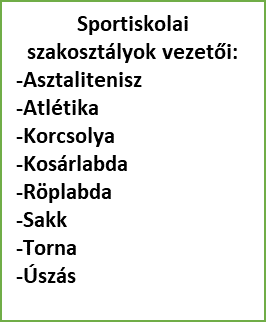 Sportiskolai
szakosztályok vezetői:
-Asztalitenisz
-Atlétika
-Korcsolya
-Kosárlabda
-Röplabda
-Sakk
-Torna
-Úszás